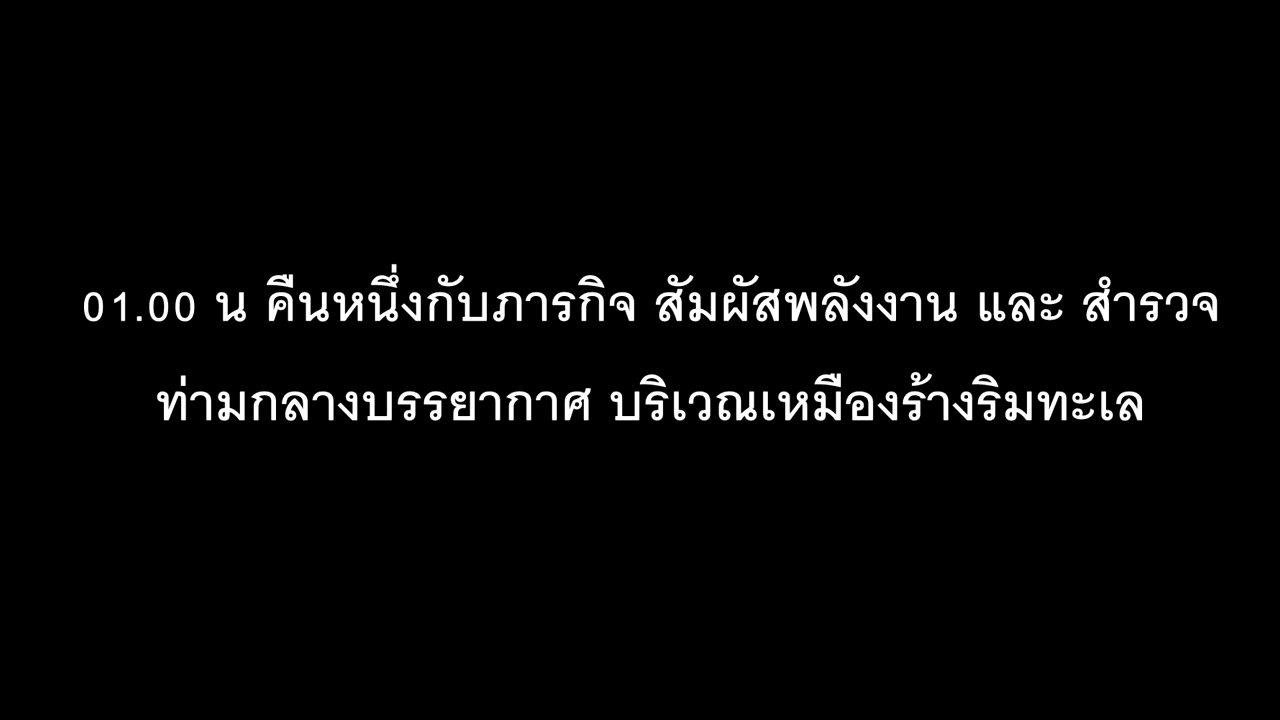 01.00 น คืนหนึ่งกับภารกิจ สัมผัสพลังงาน และ สำรวจ
ท่ามกลางบรรยากาศ บริเวณเหมืองร้างริมทะเล